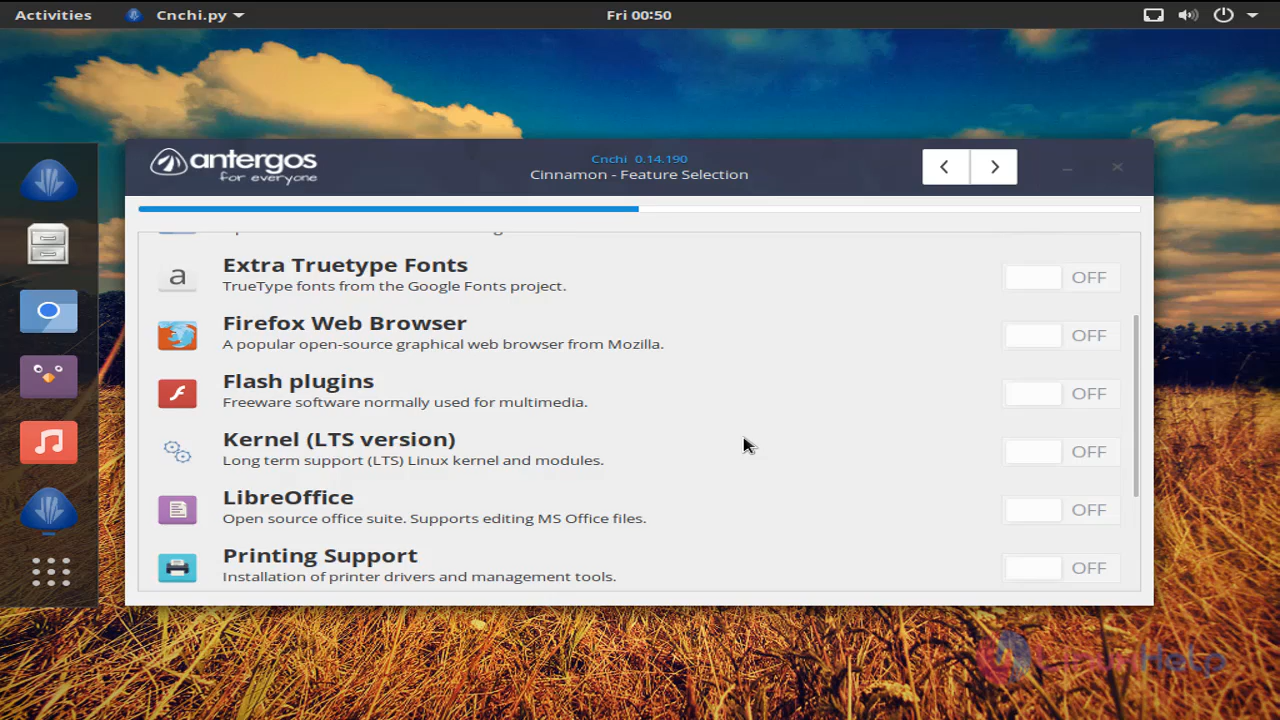 Activities Cnchi.py Fri 00:50
antergos
for everyone
Cnchi 0.14.190
Cinnamon - Feature Selection
Extra Truetype Fonts
TrueType fonts from the Google Fonts project.
OFF
Firefox Web Browser
A popular open-source graphical web browser from Mozilla.
OFF
Flash plugins
Freeware software normally used for multimedia.
OFF
Kernel (LTS version)
Long term support (LTS) Linux kernel and modules.
OFF
LibreOffice
Open source office suite. Supports editing MS Office files.
OFF
Printing Support
Installation of printer drivers and management tools.
OFF